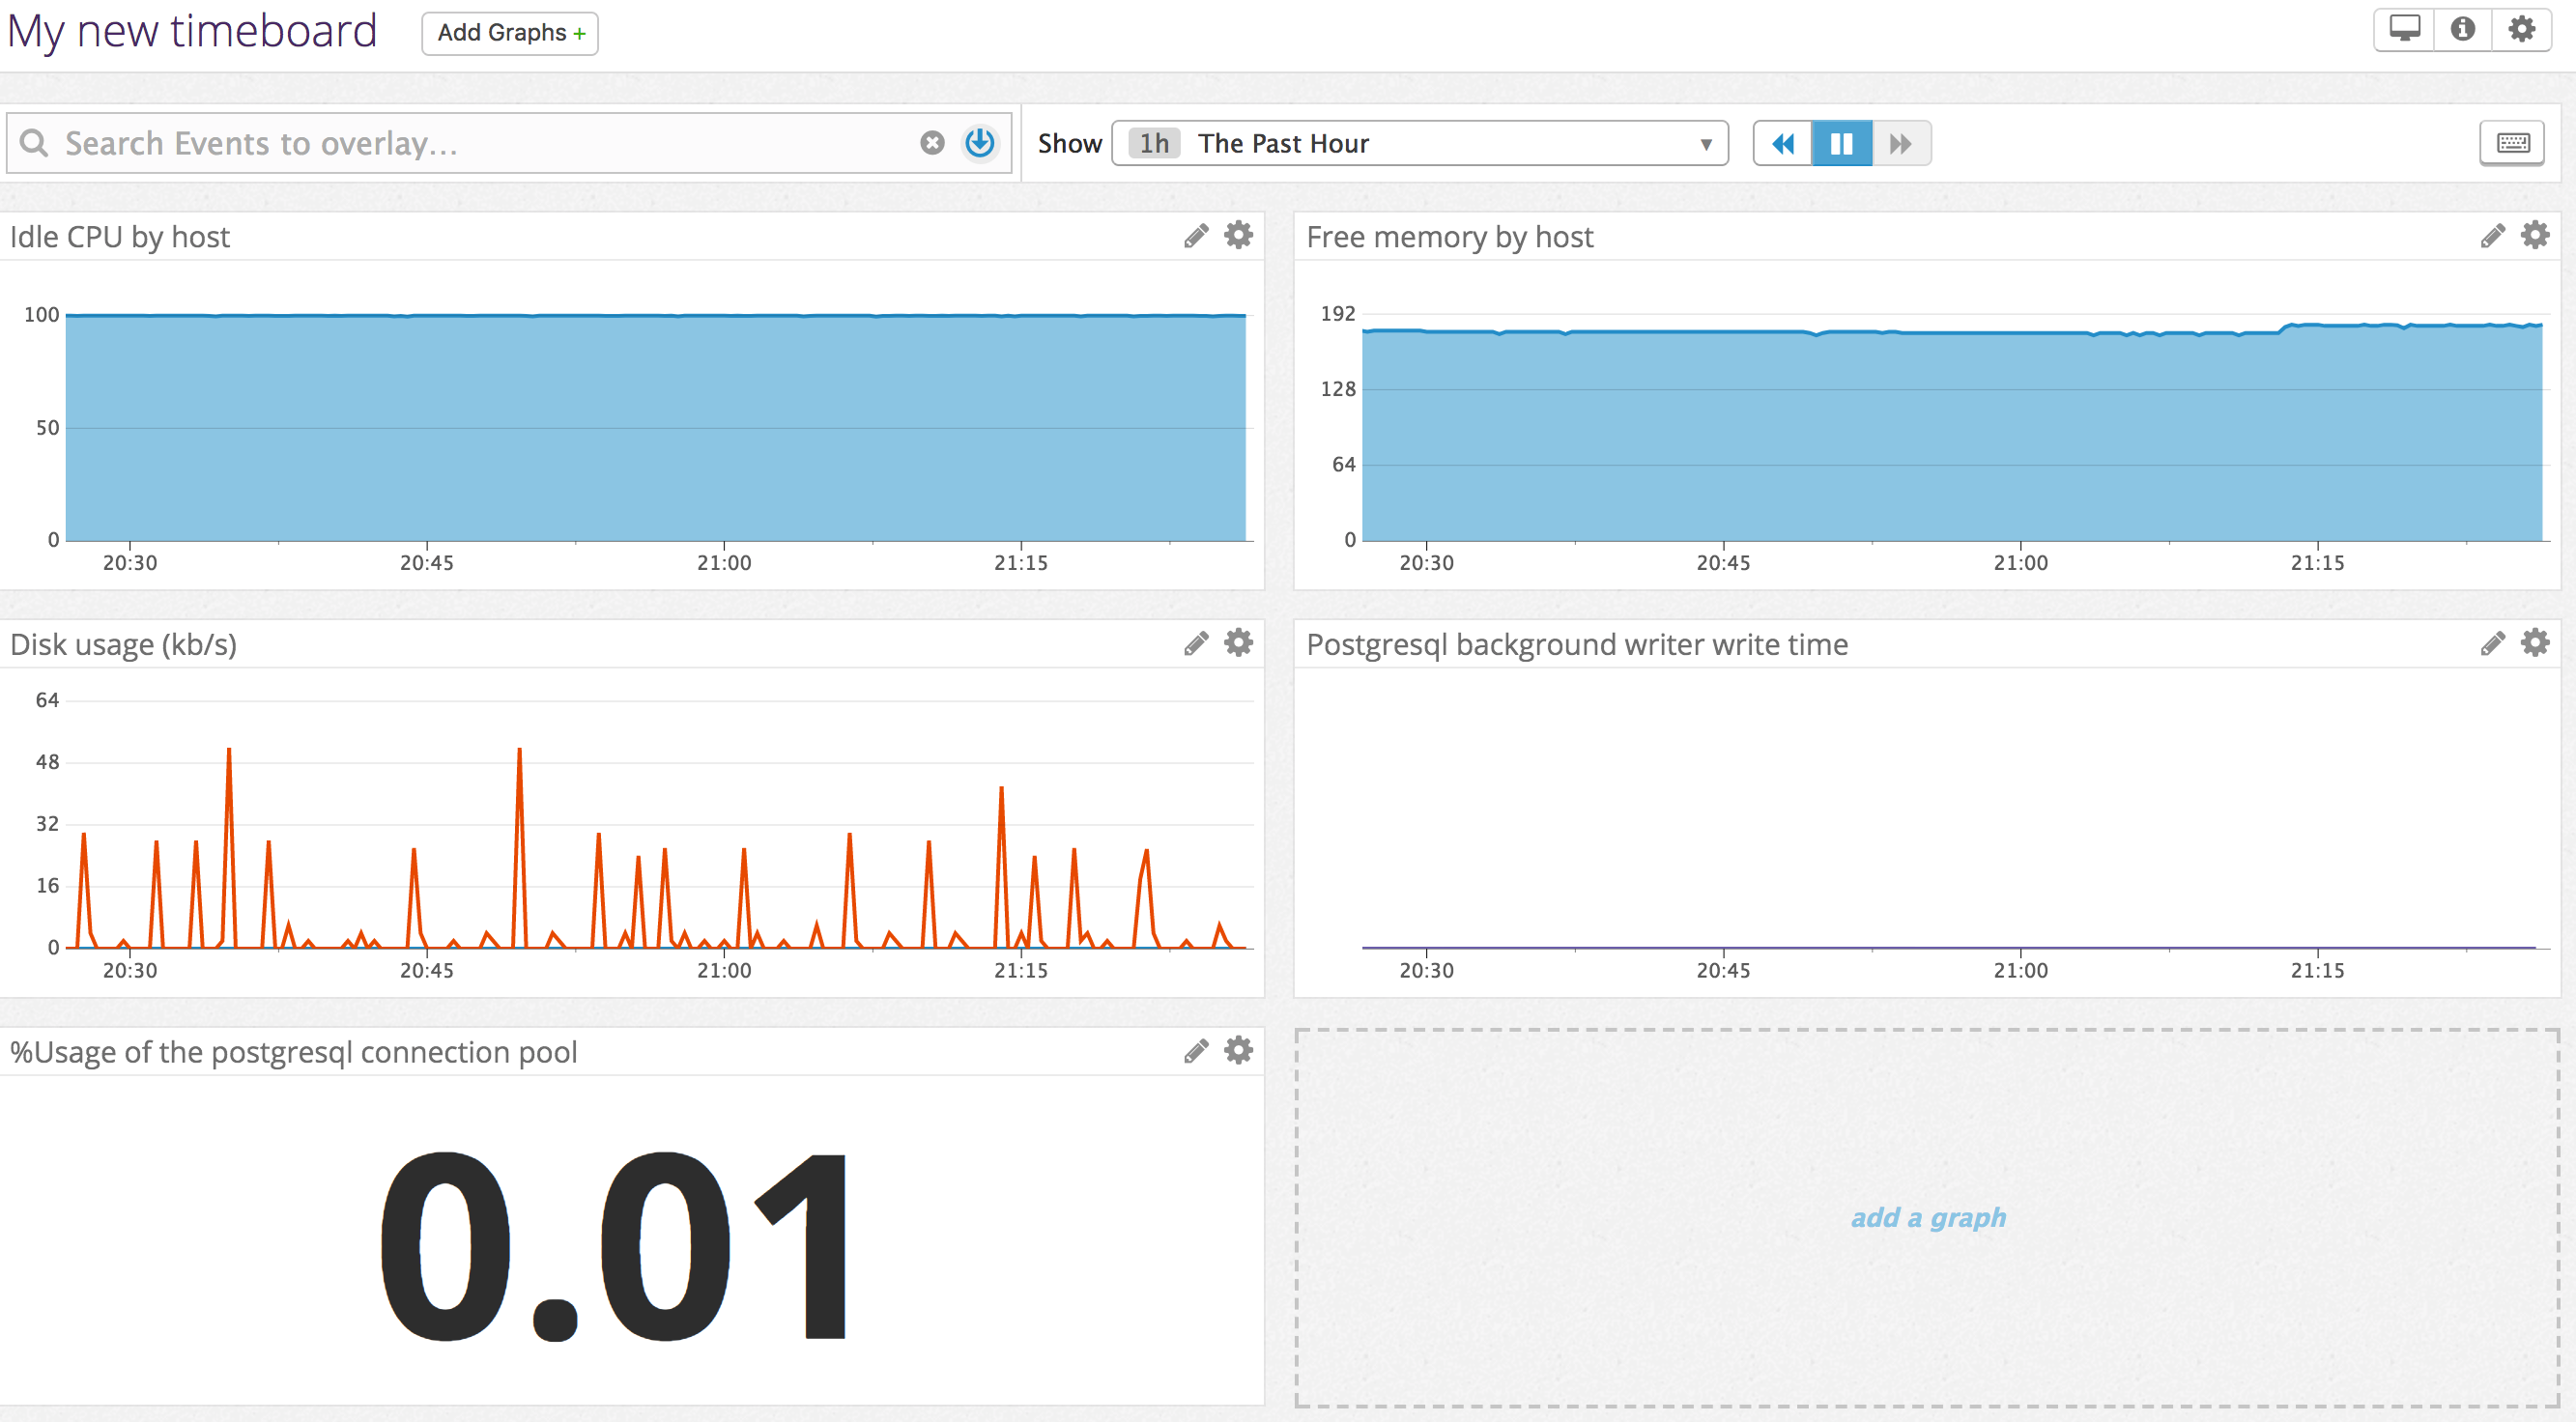 My new timeboard
Add Graphs +
Search Events to overlay...
Show 1h The Past Hour
Idle CPU by host
100
50
0
20:30 20:45 21:00 21:15
Free memory by host
192
128
64
0
20:30 20:45 21:00 21:15
Disk usage (kb/s)
64
48
32
16
0
20:30 20:45 21:00 21:15
Postgresql background writer write time
20:30 20:45 21:00 21:15
%Usage of the postgresql connection pool
0.01
add a graph